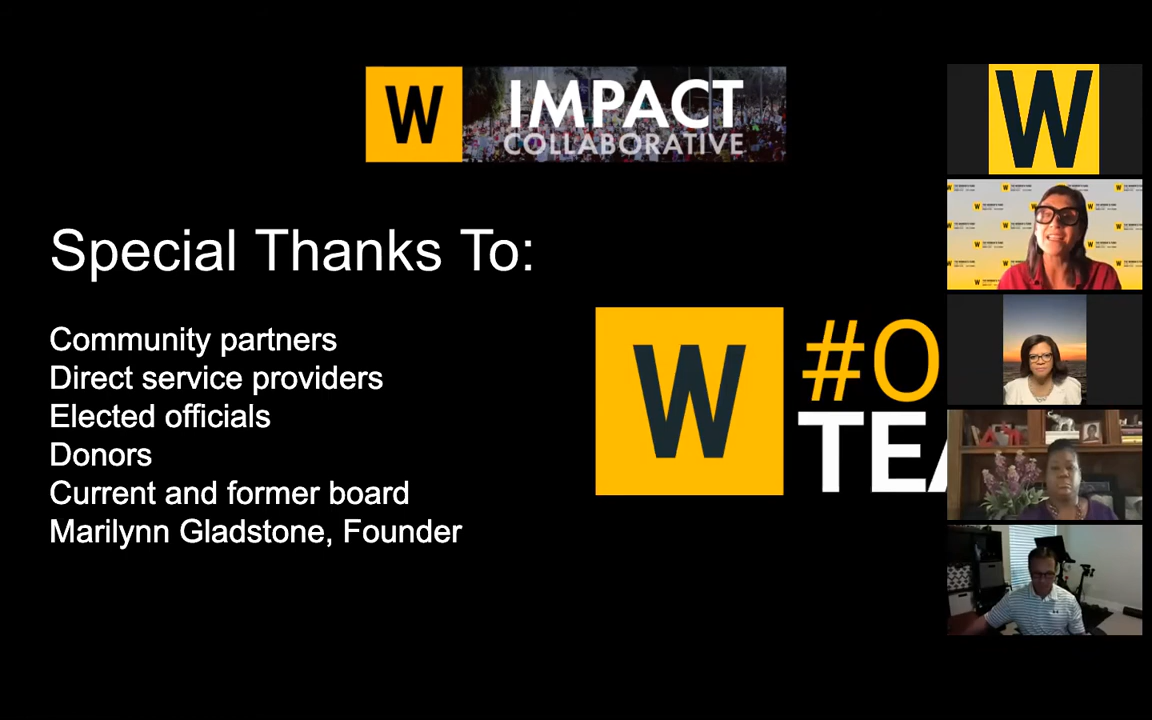 W IMPACT
COLLABORATIVE
W
Special Thanks To:
Community partners
Direct service providers
Elected officials
Donors
Current and former board
Marilynn Gladstone, Founder
W
#O
TEA